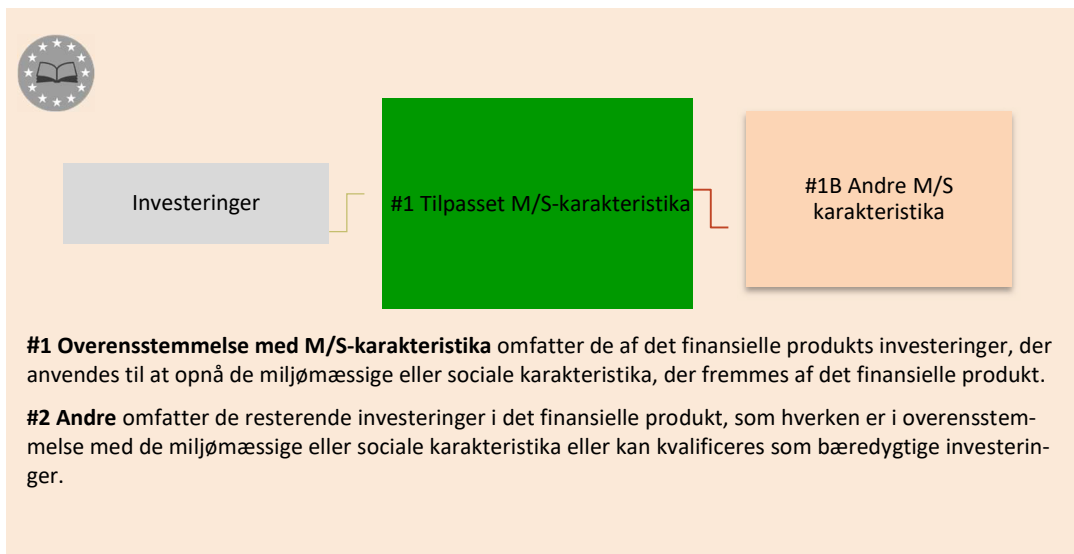 Investeringer
#1 Tilpasset M/S-karakteristika
#1B Andre M/S
karakteristika
#1 Overensstemmelse med M/S-karakteristika omfatter de af det finansielle produkts investeringer, der
anvendes til at opnå de miljømæssige eller sociale karakteristika, der fremmes af det finansielle produkt.
#2 Andre omfatter de resterende investeringer i det finansielle produkt, som hverken er i overensstem-
melse med de miljømæssige eller sociale karakteristika eller kan kvalificeres som bæredygtige investerin-
ger.